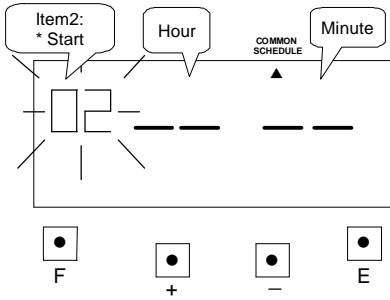 Item2:
* Start
Hour
COMMON
SCHEDULE
Minute
02
-- --
F
+
−
E